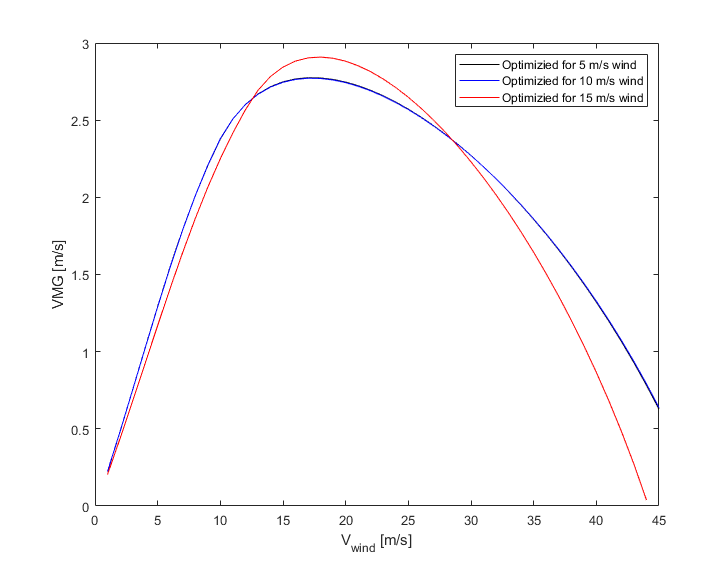 3
2.5
2
1.5
1
0.5
0
VMG [m/s]
Optimizied for 5 m/s wind
Optimizied for 10 m/s wind
Optimizied for 15 m/s wind
0 5 10 15 20 25 30 35 40 45
V_wind [m/s]